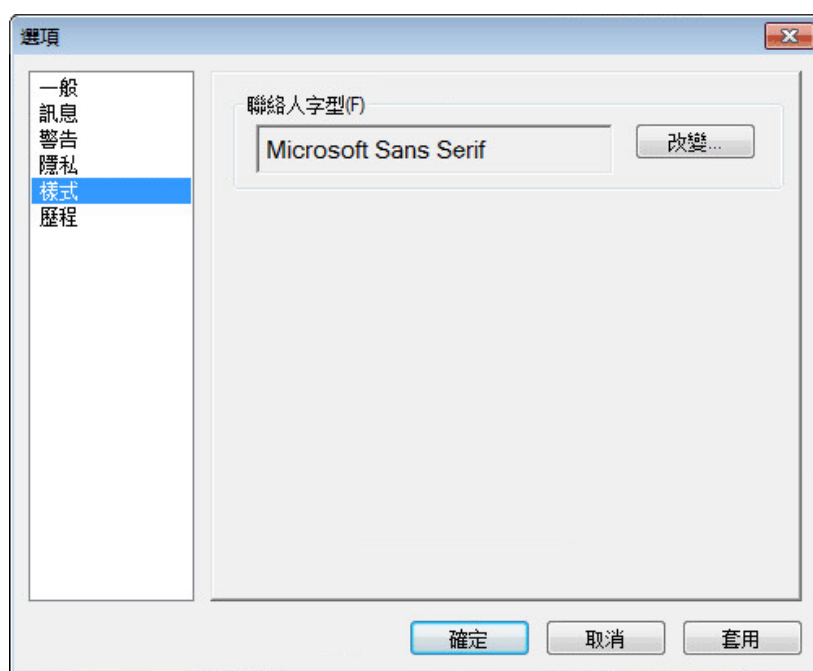 選項
一般
訊息
警告
隱私
樣式
歷程
聯絡人字型(F)
Microsoft Sans Serif
改變...
確定
取消
套用